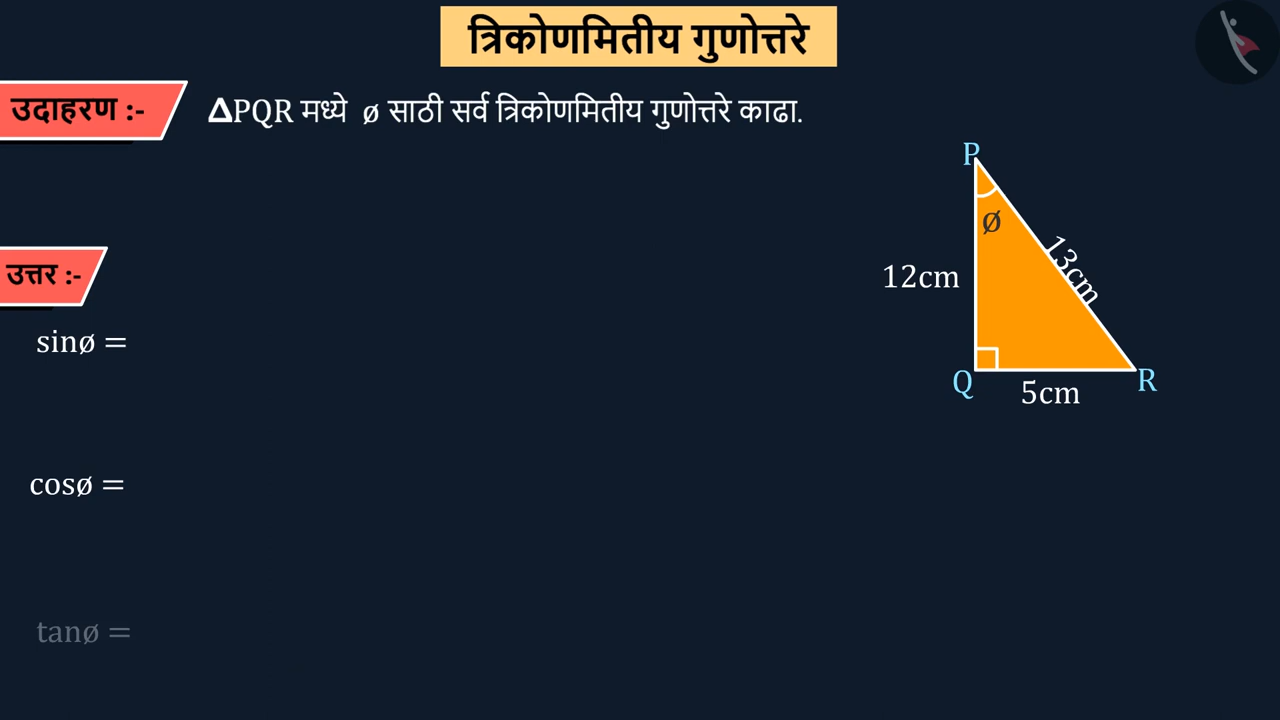 त्रिकोणमितीय गुणोत्तरे
उदाहरण :-
ΔPQR मध्ये ø साठी सर्व त्रिकोणमितीय गुणोत्तरे काढा.
P
ø
13cm
12cm
Q
R
5cm
उत्तर :-
sinø =
cosø =
tanø =